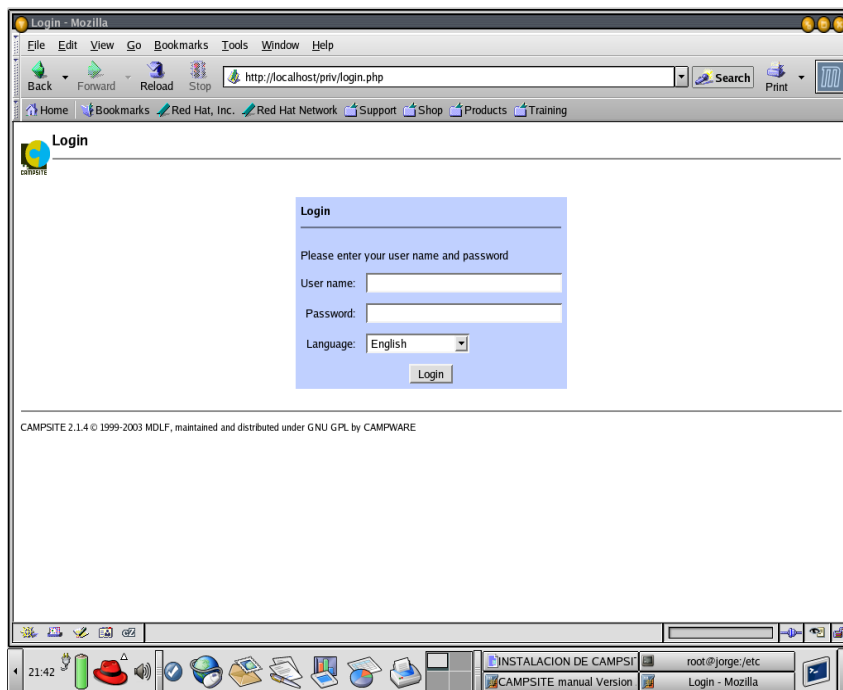 Login - Mozilla
File Edit View Go Bookmarks Tools Window Help
Back Forward Reload Stop http://localhost/priv/login.php Search Print
Home Bookmarks Red Hat, Inc. Red Hat Network Support Shop Products Training
Login
CAMPSITE
Login
Please enter your user name and password
User name:
Password:
Language: English
Login
CAMPSITE 2.1.4 © 1999-2003 MDLF, maintained and distributed under GNU GPL by CAMPWARE
INSTALACION DE CAMPSI root@jorge:/etc
21:42
CAMPSITE manual Version Login - Mozilla